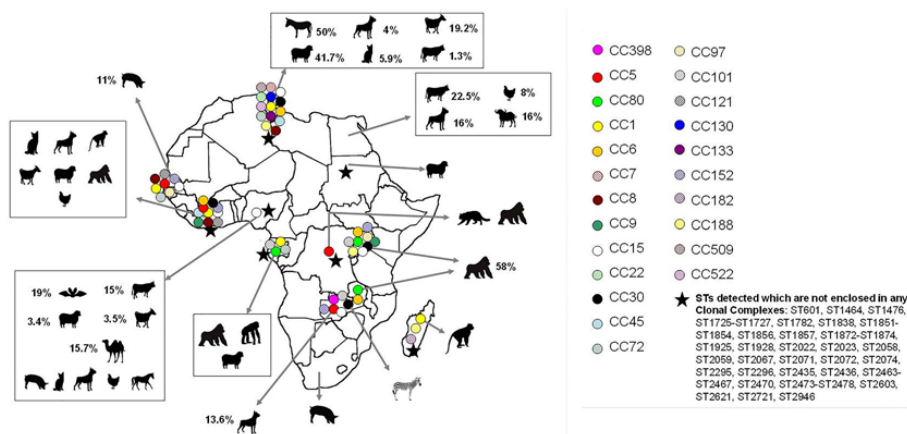 50%
4%
19.2%
41.7%
5.9%
1.3%
11%
22.5%
8%
16%
16%
58%
19%
15%
3.4%
3.5%
15.7%
13.6%
CC398
CC5
CC80
CC1
CC6
CC7
CC8
CC9
CC15
CC22
CC30
CC45
CC72
CC97
CC101
CC121
CC130
CC133
CC152
CC182
CC188
CC509
CC522
STs detected which are not enclosed in any
Clonal Complexes: ST601, ST1464, ST1476,
ST1725-ST1727, ST1782, ST1838, ST1851-
ST1854, ST1856, ST1857, ST1872-ST1874,
ST1925, ST1928, ST2022, ST2023, ST2058,
ST2059, ST2067, ST2071, ST2072, ST2074,
ST2295, ST2296, ST2435, ST2436, ST2463-
ST2467, ST2470, ST2473-ST2478, ST2603,
ST2621, ST2721, ST2946